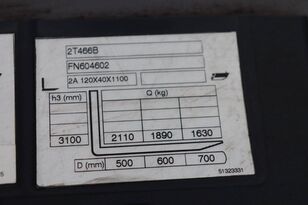 2T466B
FN604602
2A 120X40X1100
h3 (mm) Q (kg)
3100 2110 1890 1630
D (mm) 500 600 700
51323331